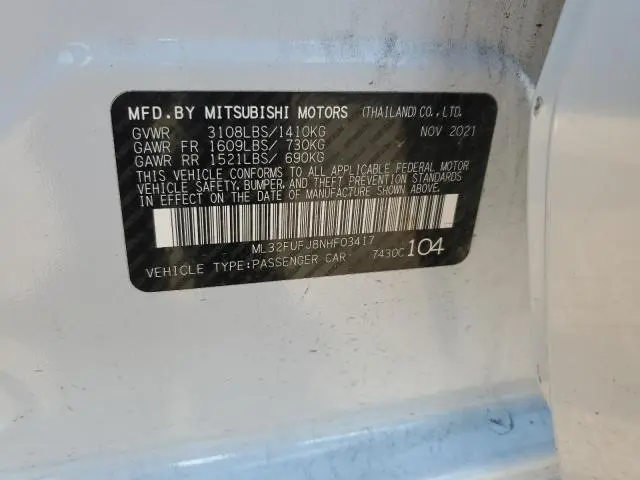 MFD.BY MITSUBISHI MOTORS (THAILAND)CO.,LTD.
GVWR 3108LBS/1410KG NOV 2021
GAWR FR 1609LBS/ 730KG
GAWR RR 1521LBS/ 690KG
THIS VEHICLE CONFORMS TO ALL APPLICABLE FEDERAL MOTOR
VEHICLE SAFETY, BUMPER, AND THEFT PREVENTION STANDARDS
IN EFFECT ON THE DATE OF MANUFACTURE SHOWN ABOVE.
ML32FUFJ8NHF03417
VEHICLE TYPE:PASSENGER CAR 7430C 104